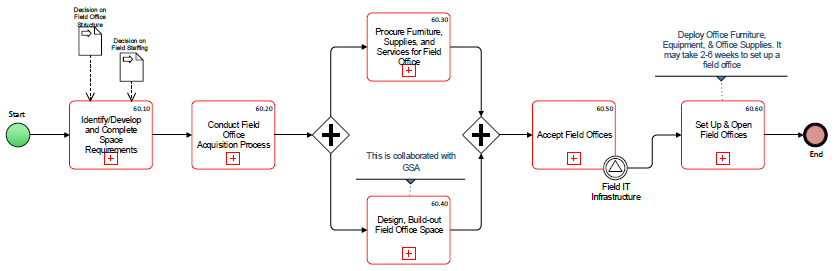 Decision on
Field Office
Structure
Decision on
Field Staffing
Start
60.10
Identify/Develop
and Complete
Space
Requirements
60.20
Conduct Field
Office
Acquisition Process
60.30
Procure Furniture,
Supplies, and
Services for Field
Office
This is collaborated with
GSA
60.40
Design, Build-out
Field Office Space
60.50
Accept Field Offices
Field IT
Infrastructure
Deploy Office Furniture,
Equipment, & Office Supplies. It
may take 2-6 weeks to set up a
field office
60.60
Set Up & Open
Field Offices
End